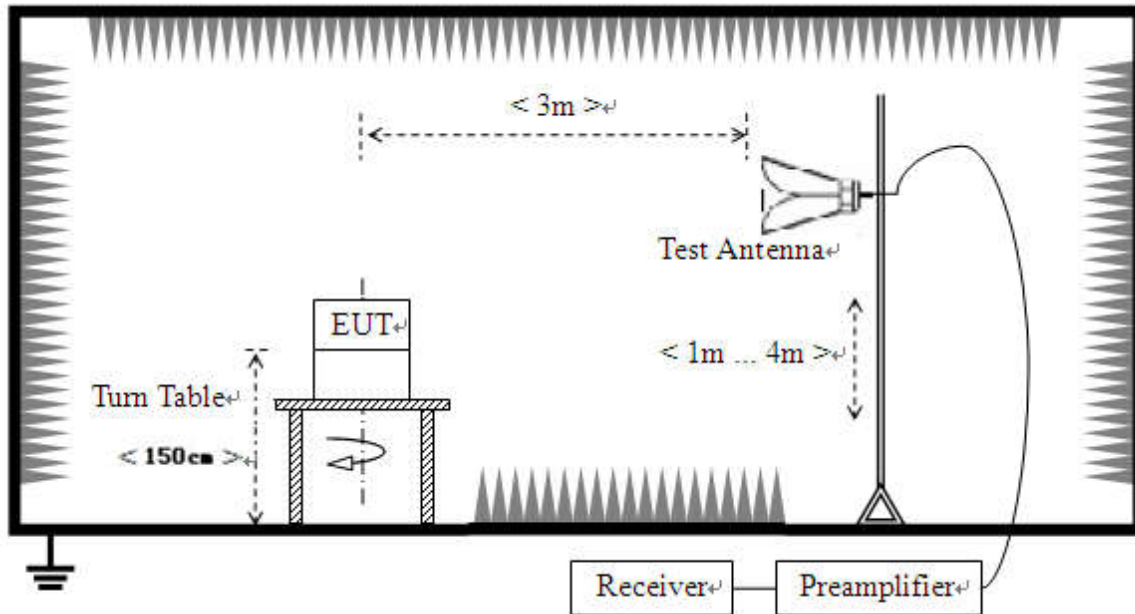 < 3m >↵
Test Antenna↵
EUT↵
< 1m ... 4m >↵
Turn Table↵
< 150cm >↵
Receiver↵
Preamplifier↵